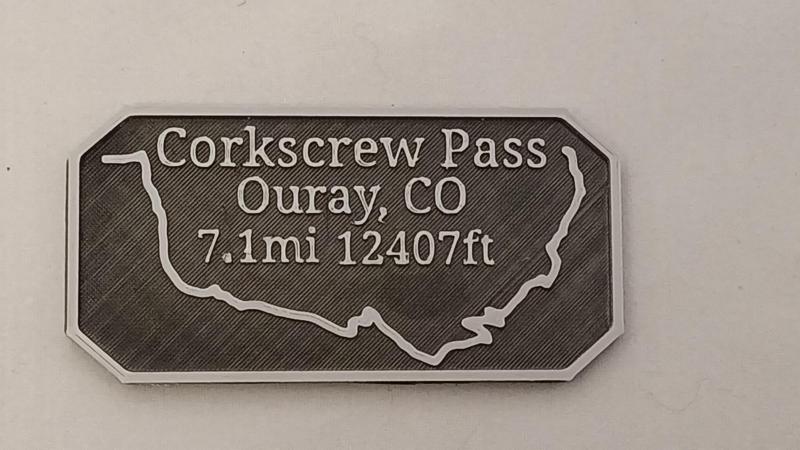 Corkscrew Pass
Ouray, CO
7.1mi 12407ft